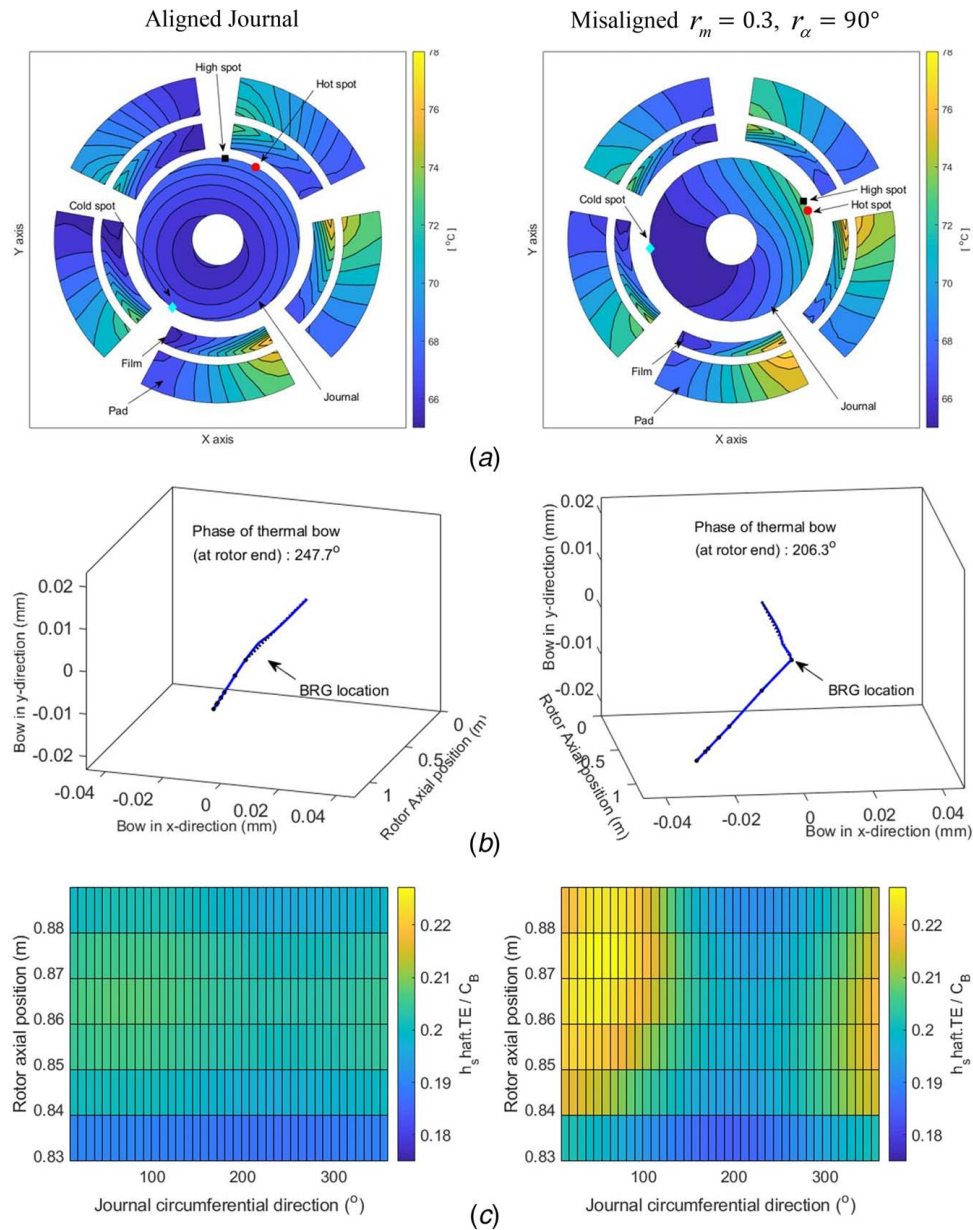 Aligned Journal
Misaligned r_m = 0.3, r_α = 90°
High spot
Hot spot
Cold spot
Film
Pad
Journal
Y axis
X axis
78
76
74
72
70
68
66
[ °C]
High spot
Hot spot
Cold spot
Film
Pad
Journal
Y axis
X axis
78
76
74
72
70
68
66
[ °C]
(a)
Phase of thermal bow
(at rotor end) : 247.7°
BRG location
Bow in y-direction (mm)
0.02
0.01
0
-0.01
-0.02
-0.04
-0.02
0
0.02
0.04
Bow in x-direction (mm)
0
0.5
1
Rotor Axial position (m)
Phase of thermal bow
(at rotor end) : 206.3°
BRG location
Bow in y-direction (mm)
0.02
0.01
0
-0.01
-0.02
0
0.5
1
Rotor Axial position (m)
-0.04
-0.02
0
0.02
0.04
Bow in x-direction (mm)
(b)
Rotor axial position (m)
0.88
0.87
0.86
0.85
0.84
0.83
100
200
300
Journal circumferential direction (°)
0.22
0.21
0.20
0.19
0.18
h_s haft.TE / C_B
Rotor axial position (m)
0.88
0.87
0.86
0.85
0.84
0.83
100
200
300
Journal circumferential direction (°)
0.22
0.21
0.20
0.19
0.18
h_s haft.TE / C_B
(c)